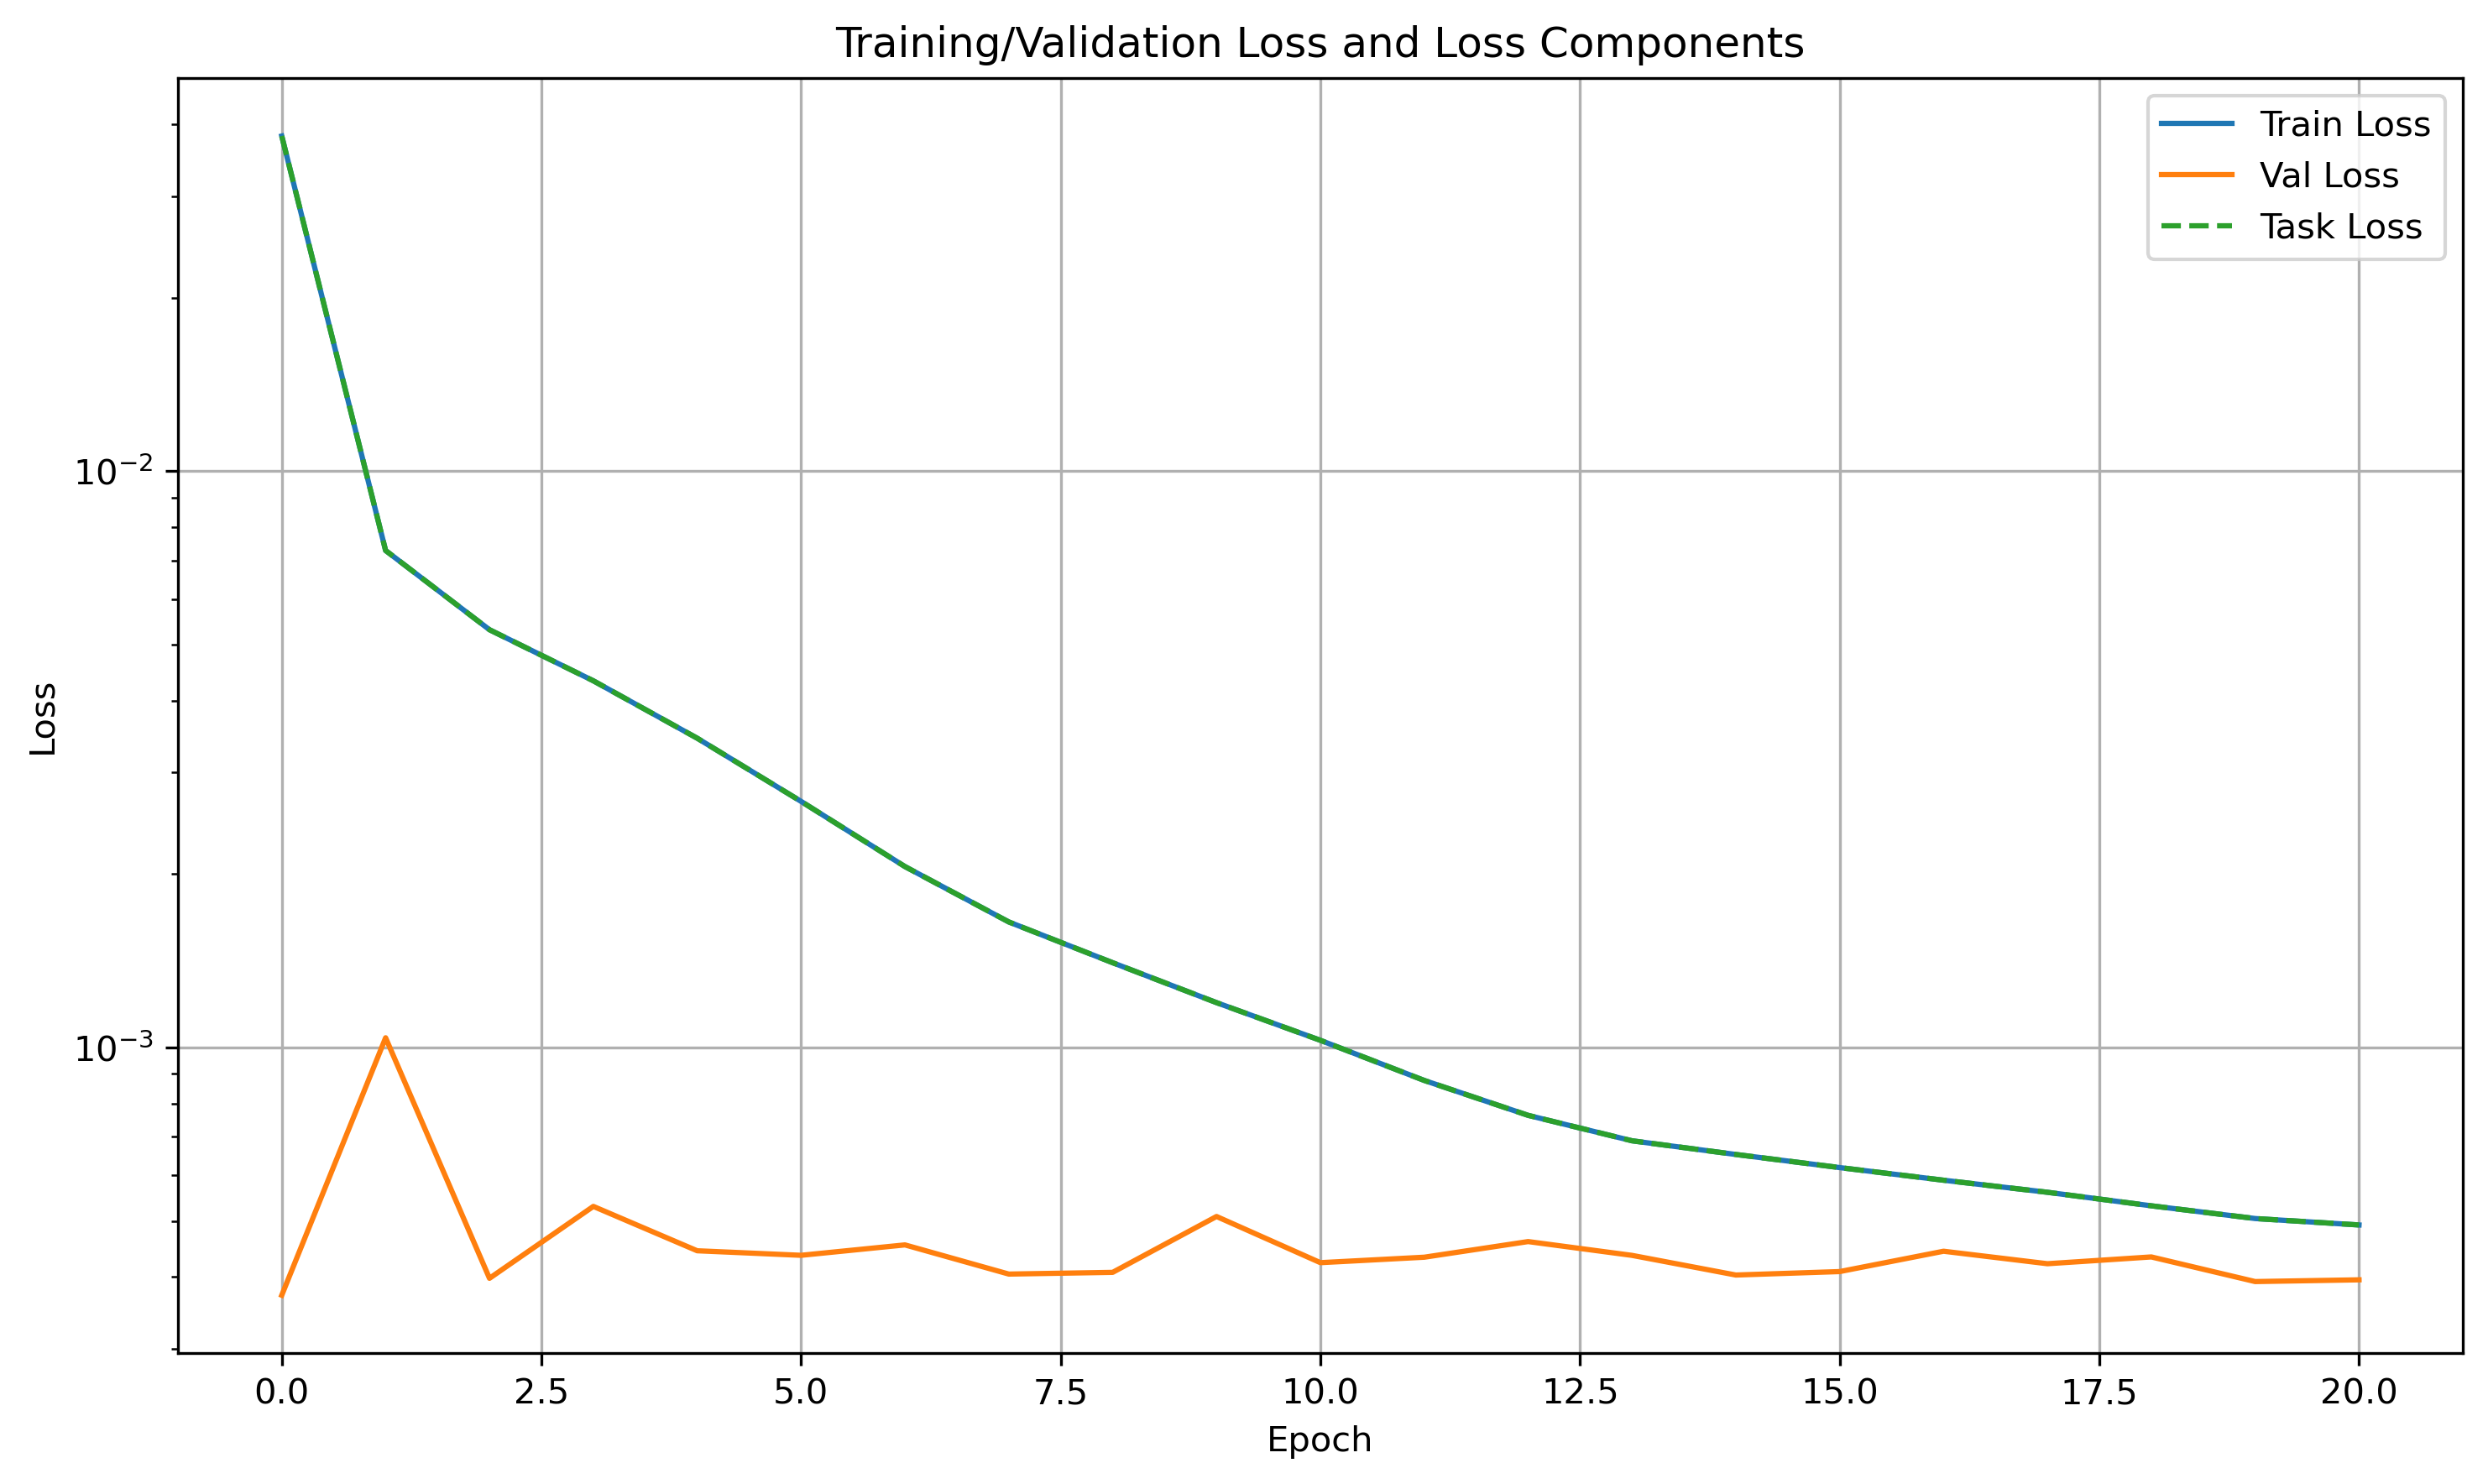 Training/Validation Loss and Loss Components
Train Loss
Val Loss
Task Loss
Loss
10⁻²
10⁻³
0.0 2.5 5.0 7.5 10.0 12.5 15.0 17.5 20.0
Epoch